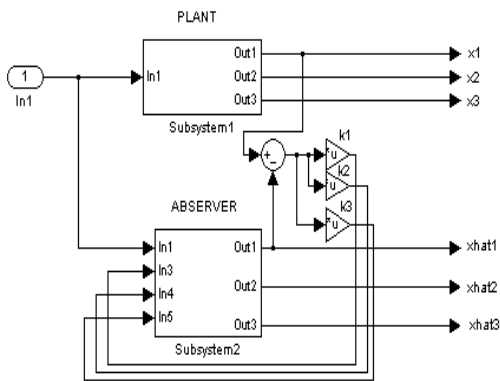 PLANT
1
In1
In1
Out1
Out2
Out3
x1
x2
x3
Subsystem1
+
-
k1
*u
k2
*u
k3
*u
ABSERVER
In1
In3
In4
In5
Out1
Out2
Out3
xhat1
xhat2
xhat3
Subsystem2